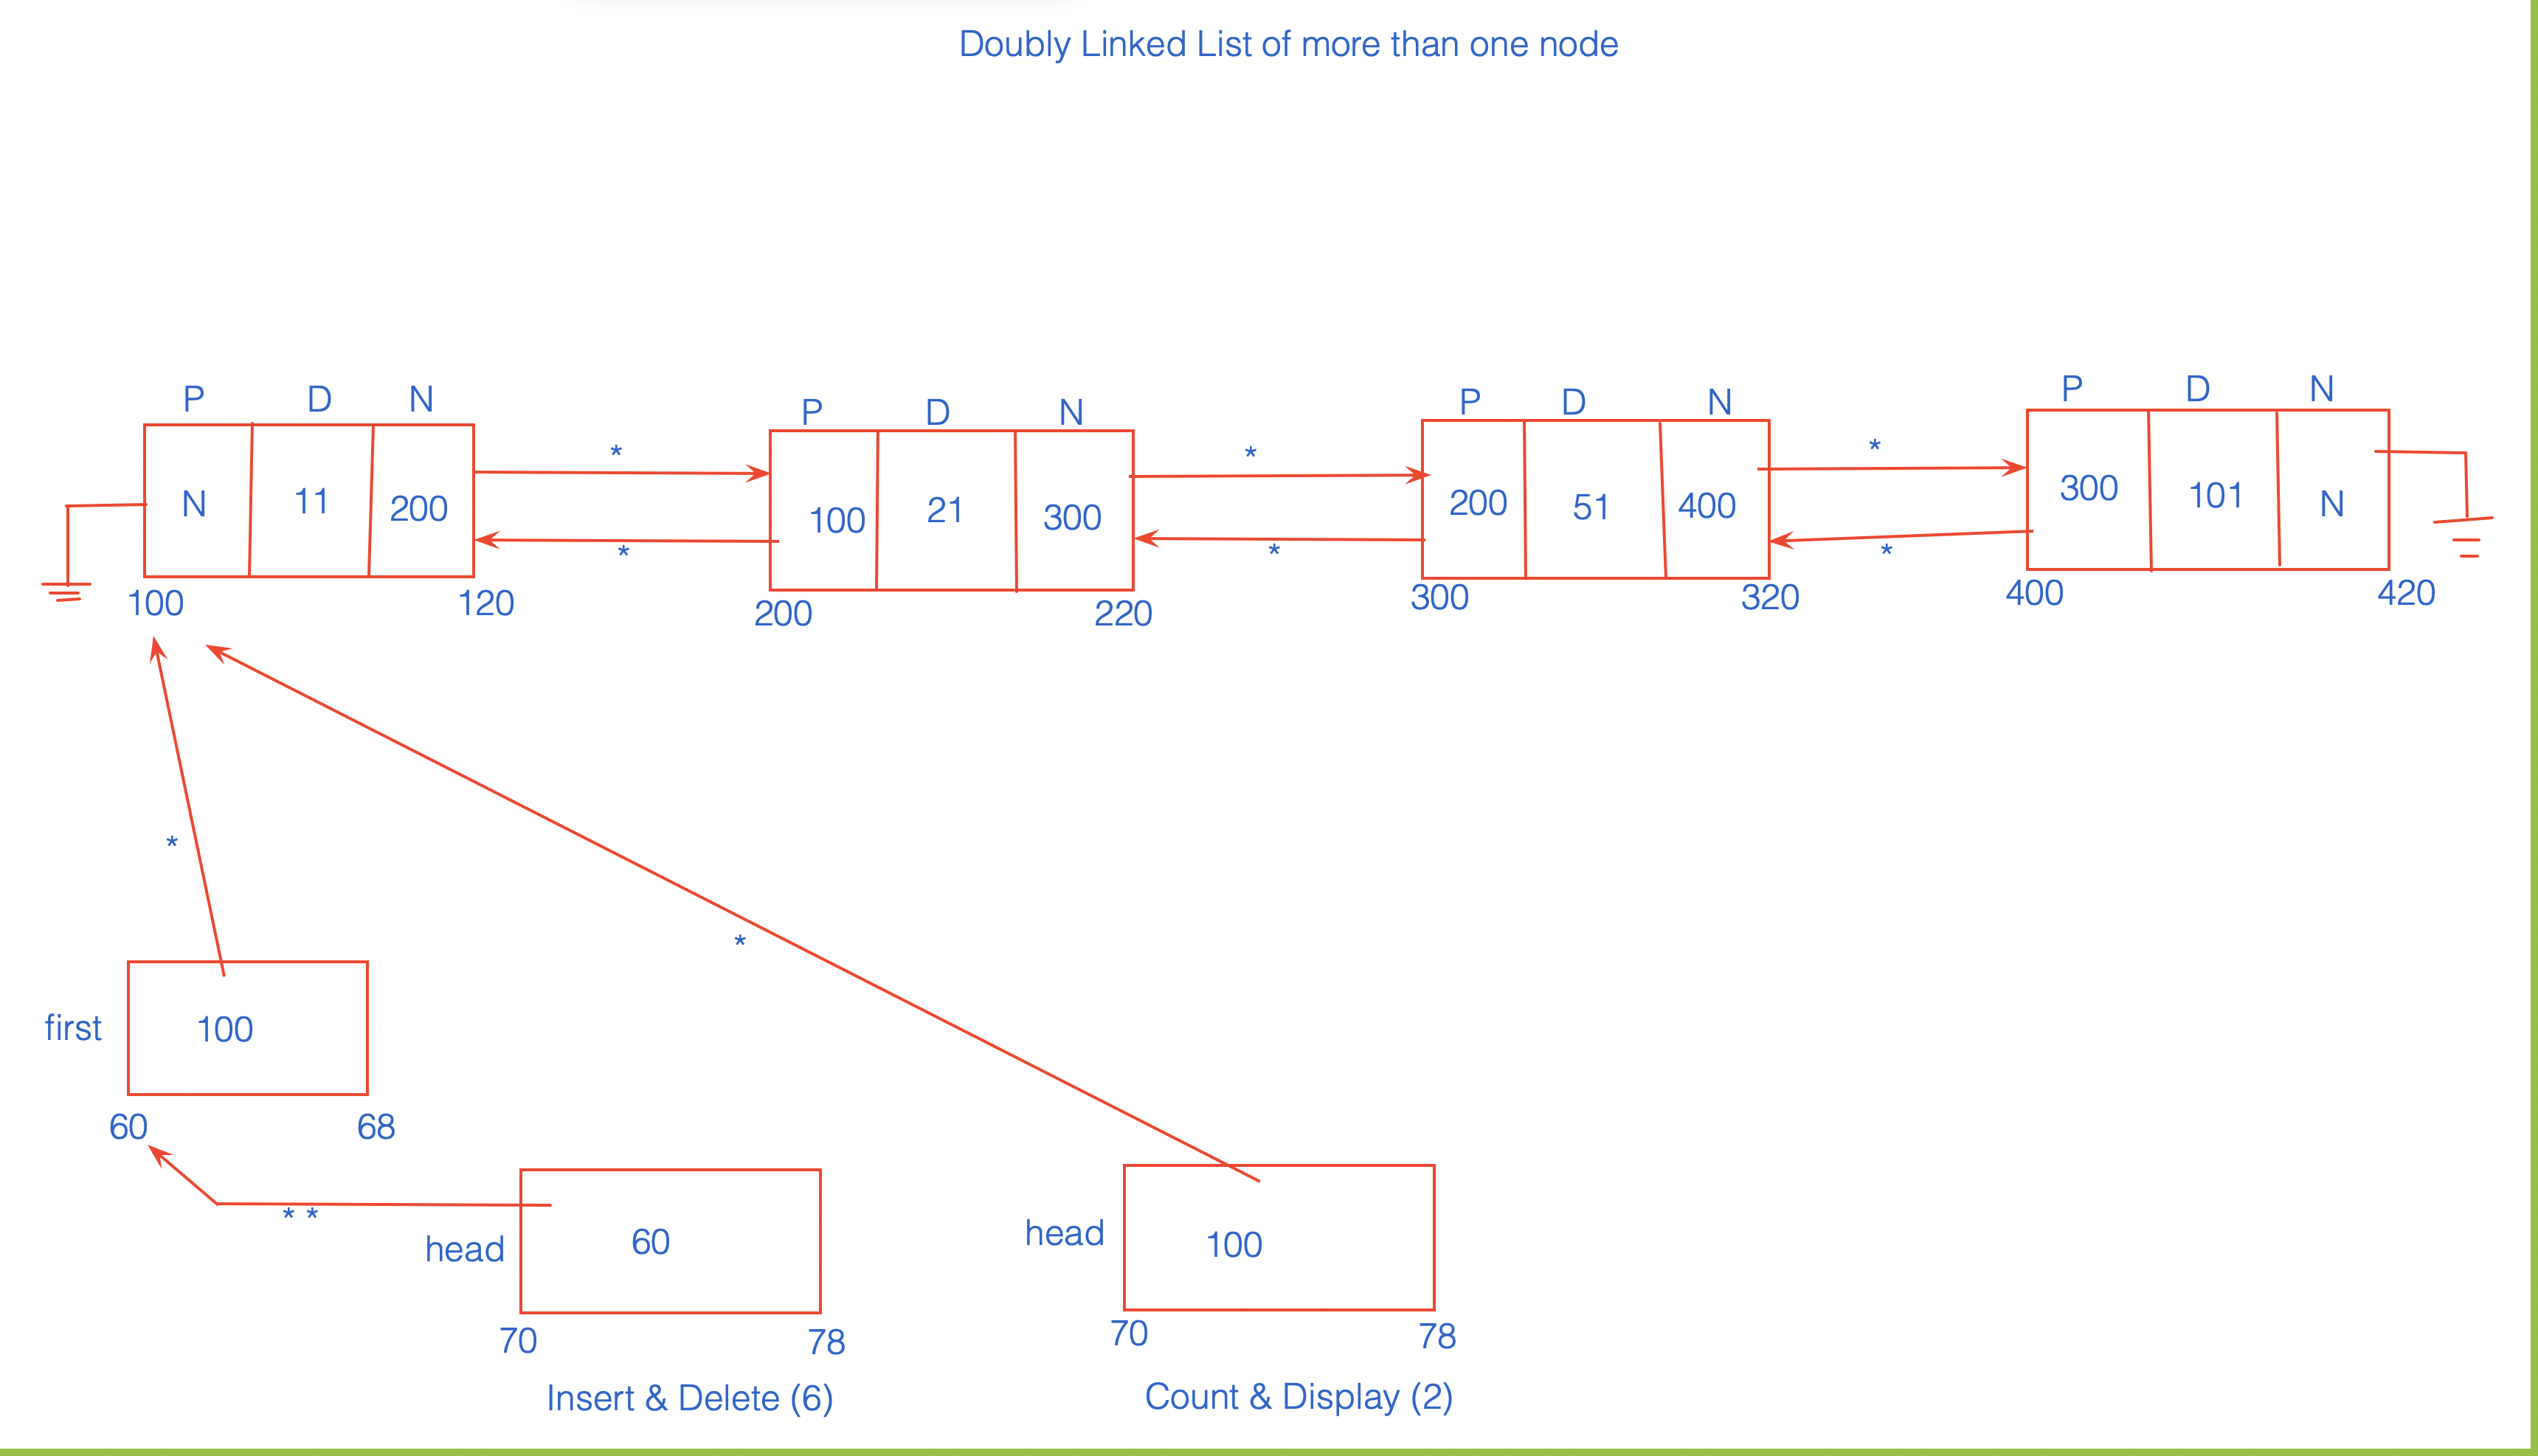 Doubly Linked List of more than one node
P D N P D N P D N P D N
* * *
N 11 200 100 21 300 200 51 400 300 101 N
* * *
100 120 200 220 300 320 400 420
*
*
first 100
60 68
* *
head 60 head 100
70 78 70 78
Insert & Delete (6) Count & Display (2)